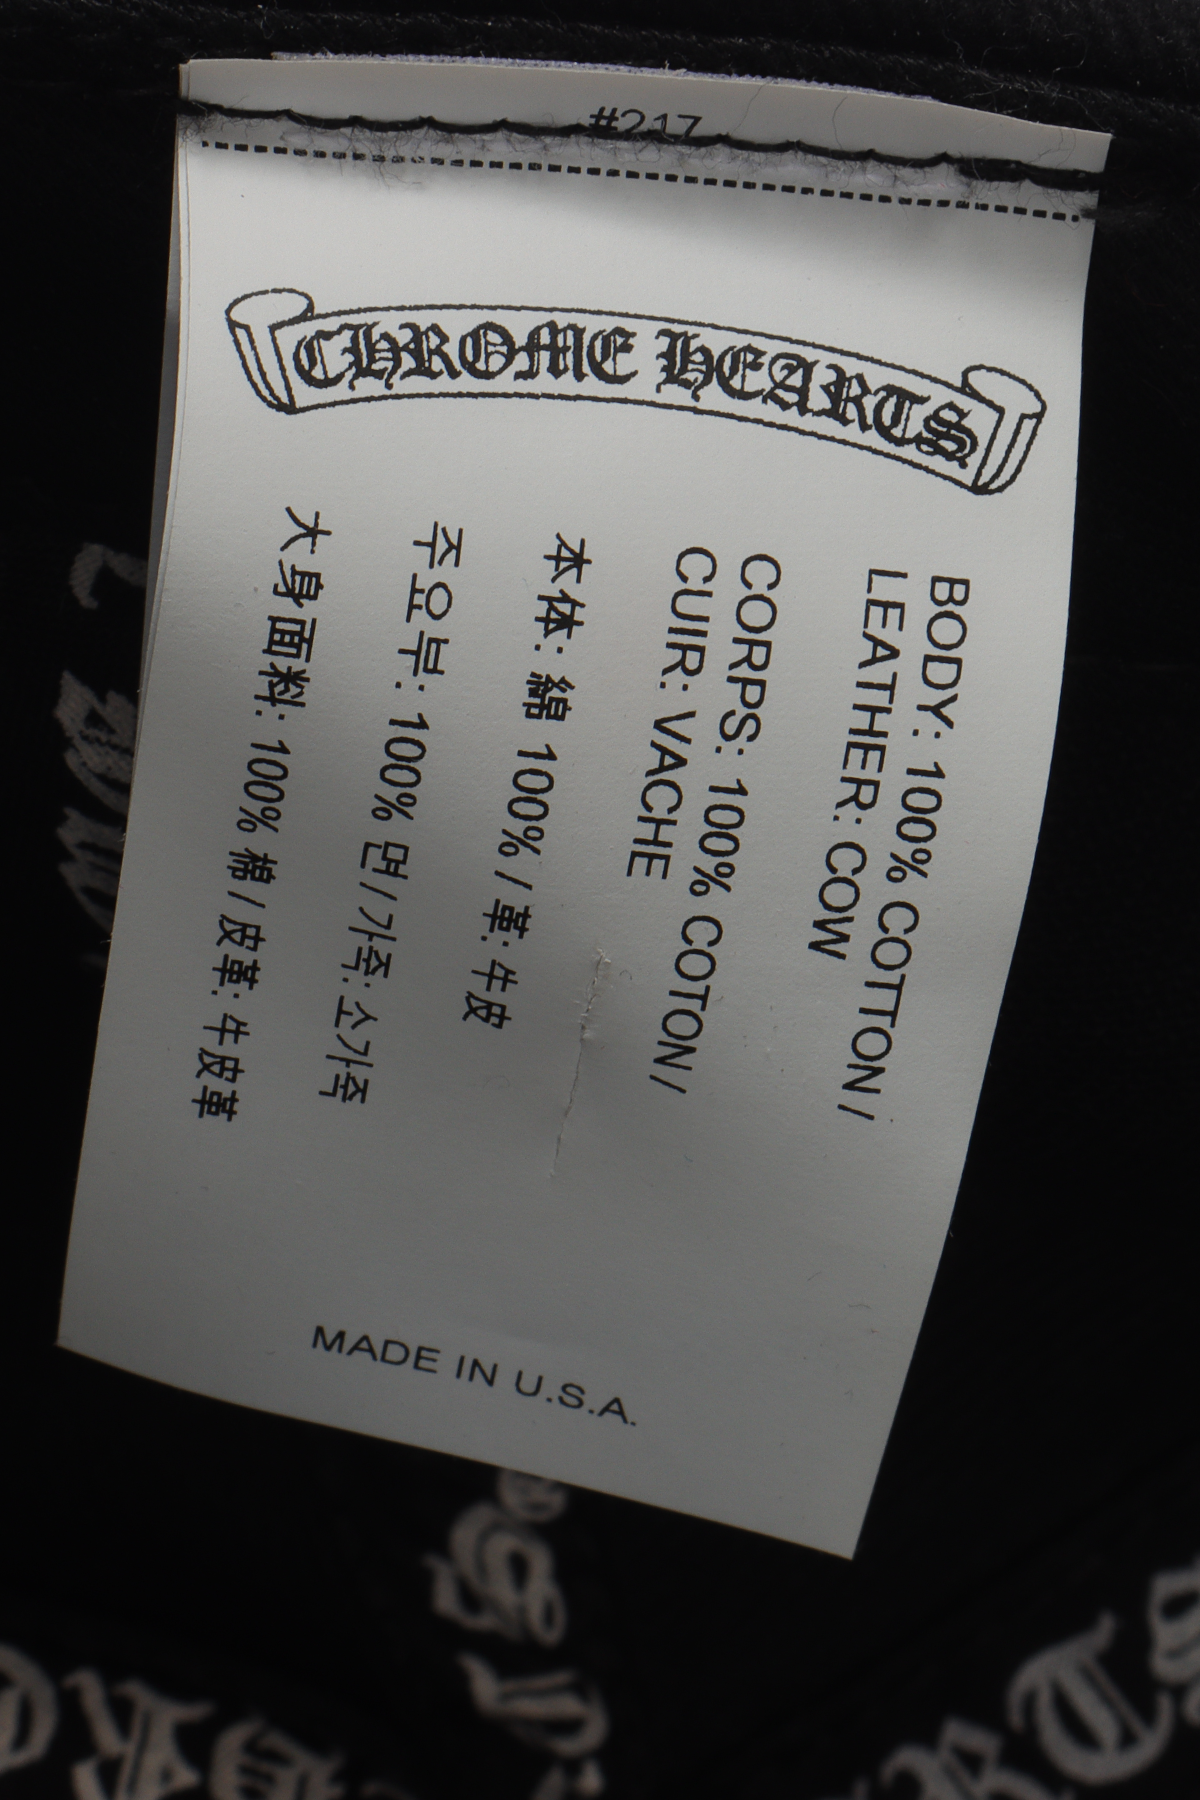 #217
CHROME HEARTS
BODY: 100% COTTON /
LEATHER: COW
CORPS: 100% COTON /
CUIR: VACHE
本体: 綿 100% / 革: 牛皮
주요부: 100% 면/가죽: 소가죽
大身面料: 100% 棉 / 皮革: 牛皮革
MADE IN U.S.A.